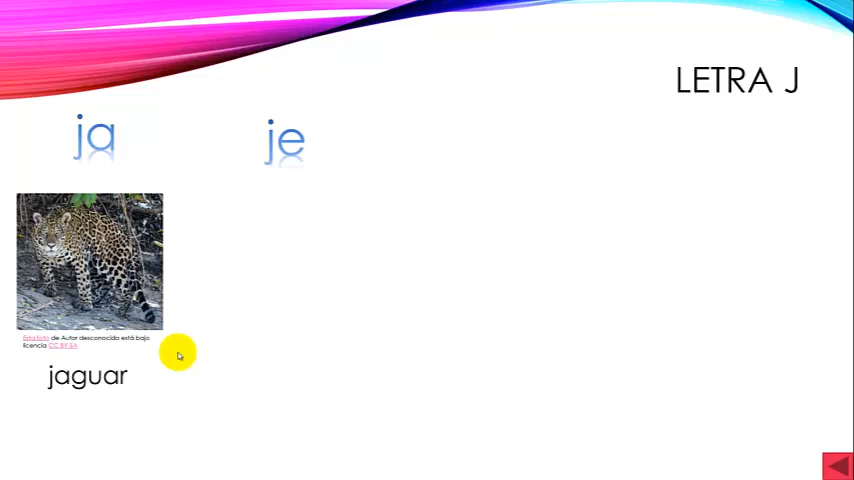 LETRA J
ja je
Esta foto de Autor desconocido está bajo
licencia CC BY-SA
jaguar